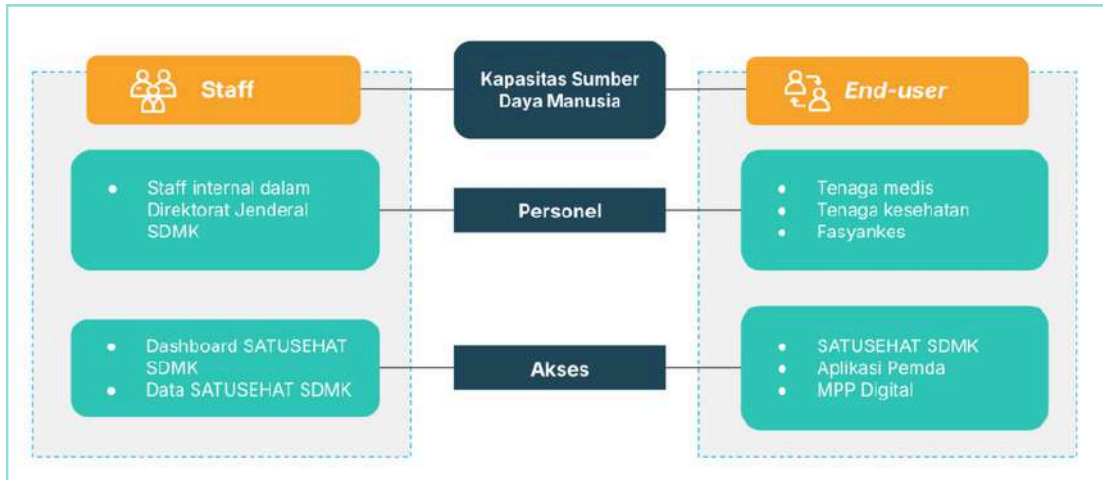 Staff
Kapasitas Sumber
Daya Manusia
End-user
● Staff internal dalam
Direktorat Jenderal
SDMK
Personel
● Tenaga medis
● Tenaga kesehatan
● Fasyankes
● Dashboard SATUSEHAT
SDMK
● Data SATUSEHAT SDMK
Akses
● SATUSEHAT SDMK
● Aplikasi Pemda
● MPP Digital